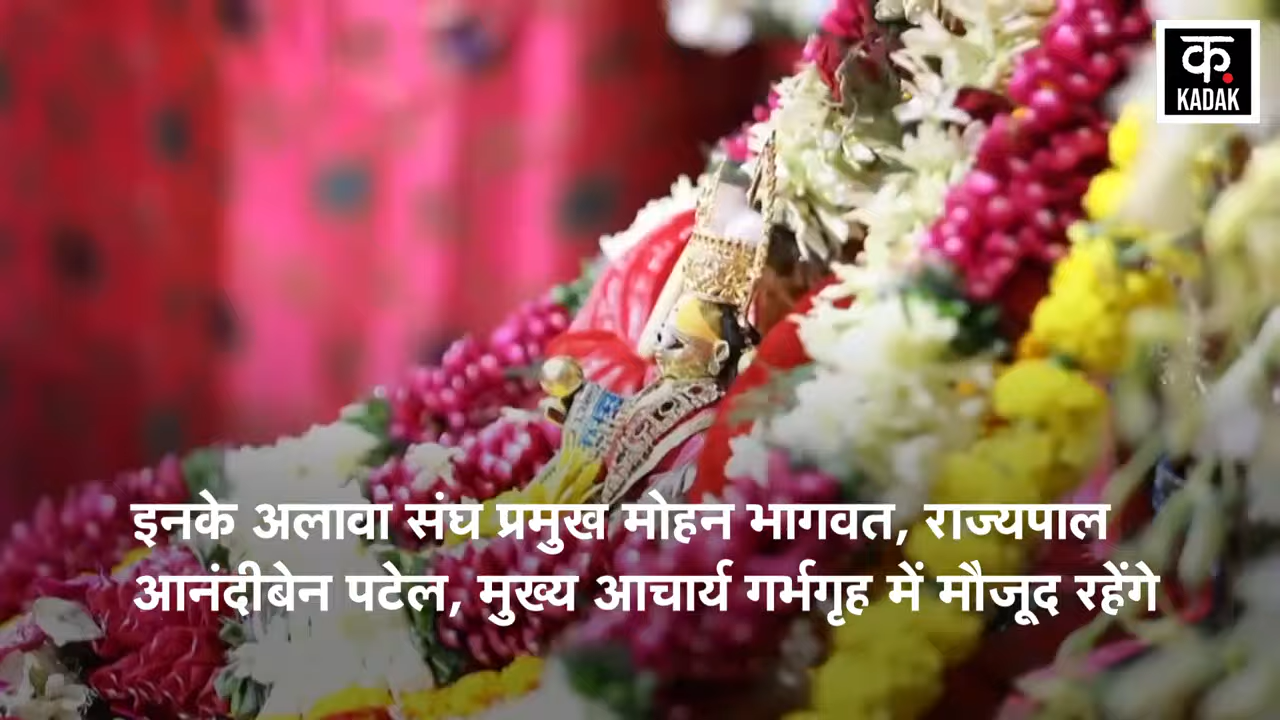 क.
KADAK
इनके अलावा संघ प्रमुख मोहन भागवत, राज्यपाल
आनंदीबेन पटेल, मुख्य आचार्य गर्भगृह में मौजूद रहेंगे